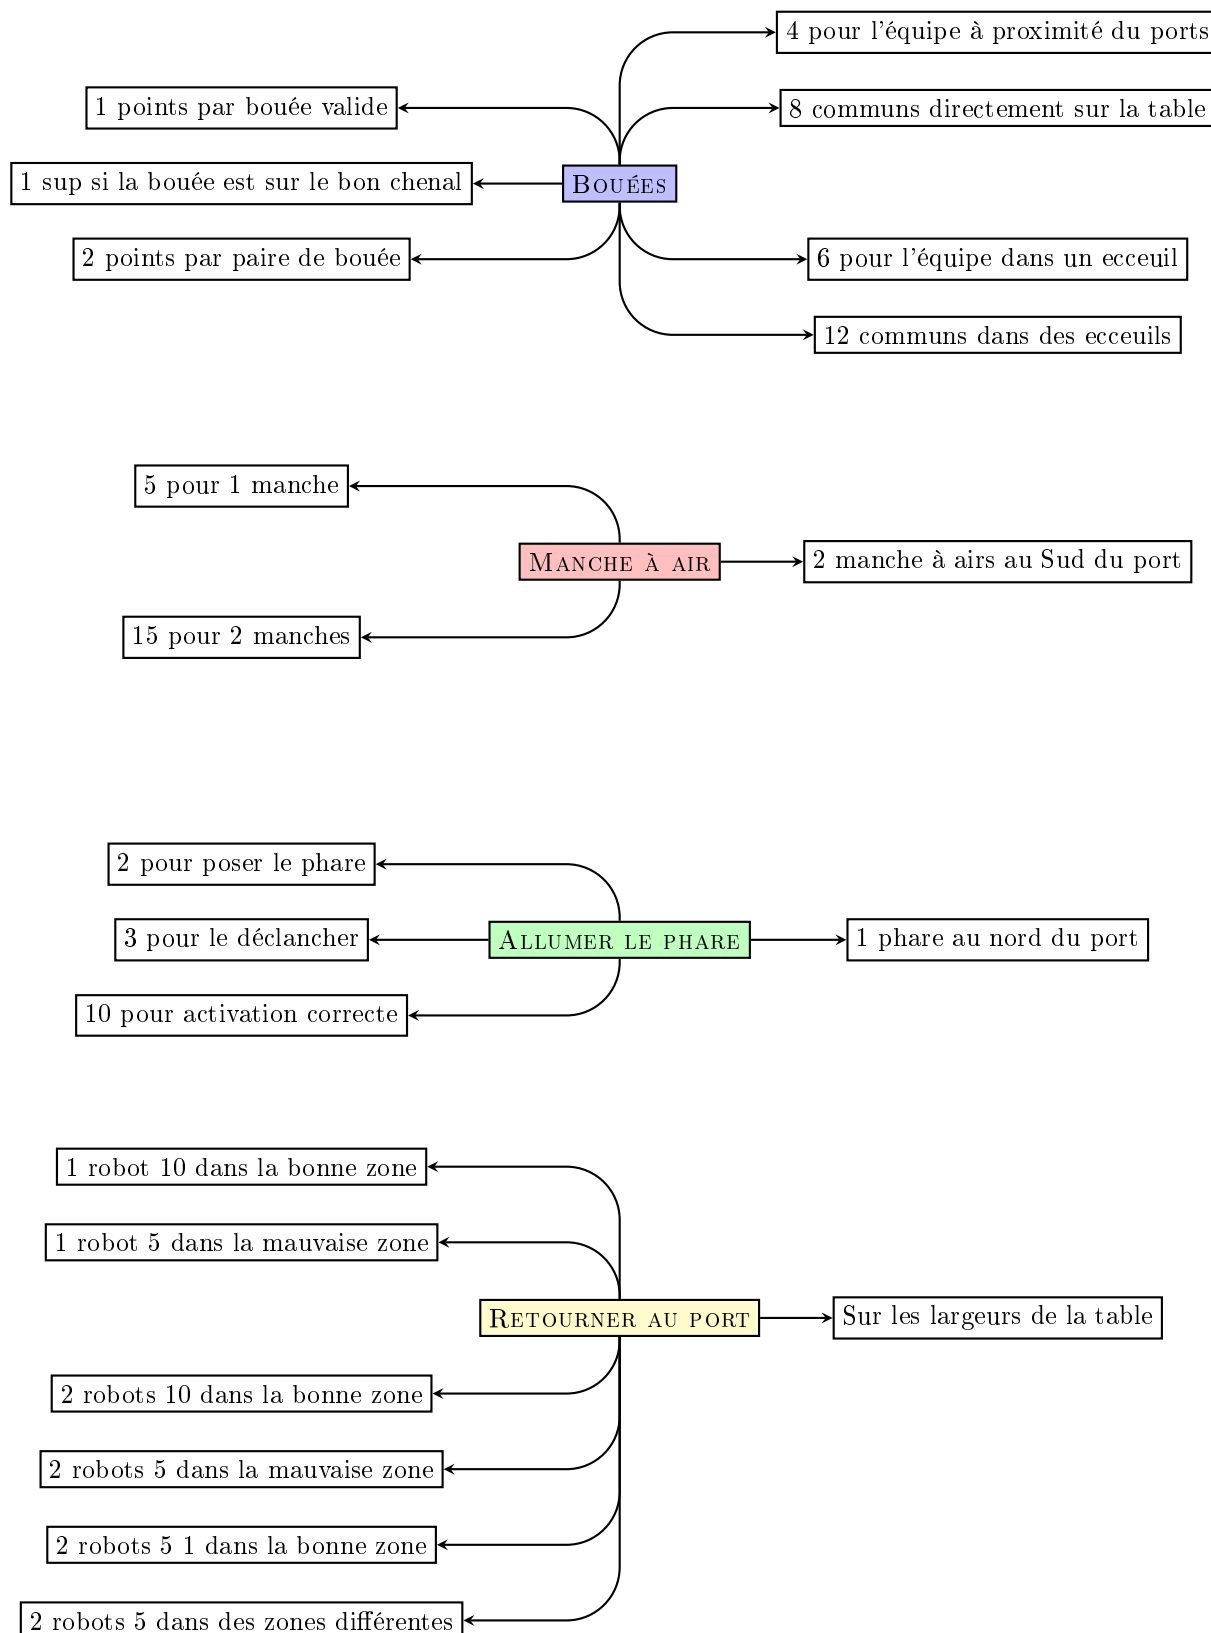 4 pour l'équipe à proximité du ports
1 points par bouée valide
8 communs directement sur la table
1 sup si la bouée est sur le bon chenal
Bouées
2 points par paire de bouée
6 pour l'équipe dans un ecceuil
12 communs dans des ecceuils
5 pour 1 manche
Manche à air
2 manche à airs au Sud du port
15 pour 2 manches
2 pour poser le phare
3 pour le déclancher
Allumer le phare
1 phare au nord du port
10 pour activation correcte
1 robot 10 dans la bonne zone
1 robot 5 dans la mauvaise zone
Retourner au port
Sur les largeurs de la table
2 robots 10 dans la bonne zone
2 robots 5 dans la mauvaise zone
2 robots 5 1 dans la bonne zone
2 robots 5 dans des zones différentes